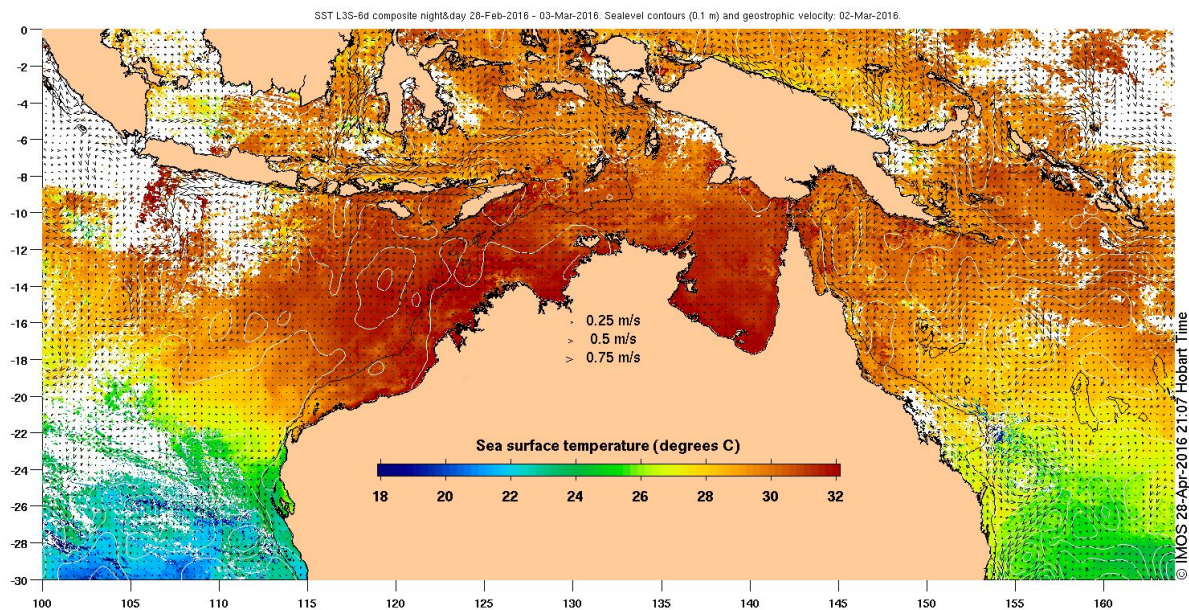 SST L3S-6d composite night&day 28-Feb-2016 - 03-Mar-2016. Sealevel contours (0.1 m) and geostrophic velocity: 02-Mar-2016.
0
-2
-4
-6
-8
-10
-12
-14
-16
-18
-20
-22
-24
-26
-28
-30
0.25 m/s
0.5 m/s
0.75 m/s
Sea surface temperature (degrees C)
18 20 22 24 26 28 30 32
100 105 110 115 120 125 130 135 140 145 150 155 160
© IMOS 28-Apr-2016 21:07 Hobart Time